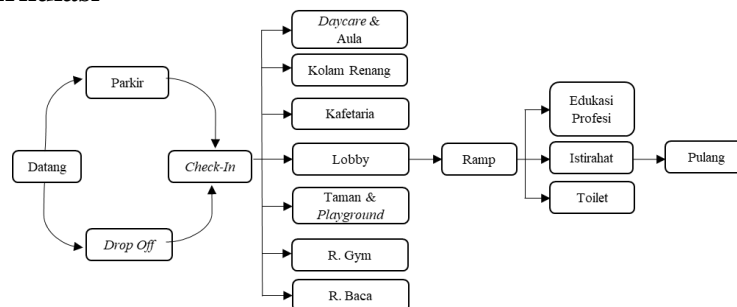 Datang
Parkir
Drop Off
Check-In
Daycare &
Aula
Kolam Renang
Kafetaria
Lobby
Taman &
Playground
R. Gym
R. Baca
Ramp
Edukasi
Profesi
Istirahat
Toilet
Pulang